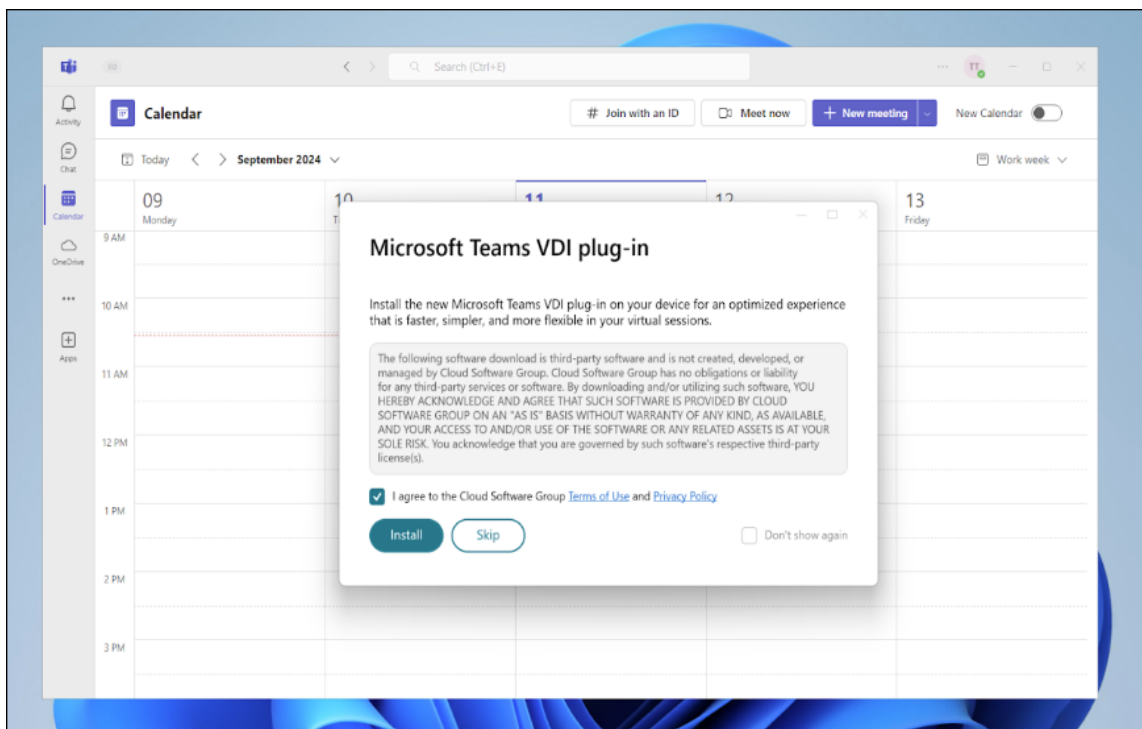 Search (Ctrl+E)
TT
Activity
Chat
Calendar
OneDrive
Apps
Calendar
# Join with an ID
Meet now
+ New meeting
New Calendar
Today
September 2024
Work week
09
Monday
10
T
11
12
13
Friday
9 AM
10 AM
11 AM
12 PM
1 PM
2 PM
3 PM
Microsoft Teams VDI plug-in
Install the new Microsoft Teams VDI plug-in on your device for an optimized experience
that is faster, simpler, and more flexible in your virtual sessions.
The following software download is third-party software and is not created, developed, or
managed by Cloud Software Group. Cloud Software Group has no obligations or liability
for any third-party services or software. By downloading and/or utilizing such software, YOU
HEREBY ACKNOWLEDGE AND AGREE THAT SUCH SOFTWARE IS PROVIDED BY CLOUD
SOFTWARE GROUP ON AN "AS IS" BASIS WITHOUT WARRANTY OF ANY KIND, AS AVAILABLE,
AND YOUR ACCESS TO AND/OR USE OF THE SOFTWARE OR ANY RELATED ASSETS IS AT YOUR
SOLE RISK. You acknowledge that you are governed by such software's respective third-party
license(s).
I agree to the Cloud Software Group Terms of Use and Privacy Policy
Install
Skip
Don't show again